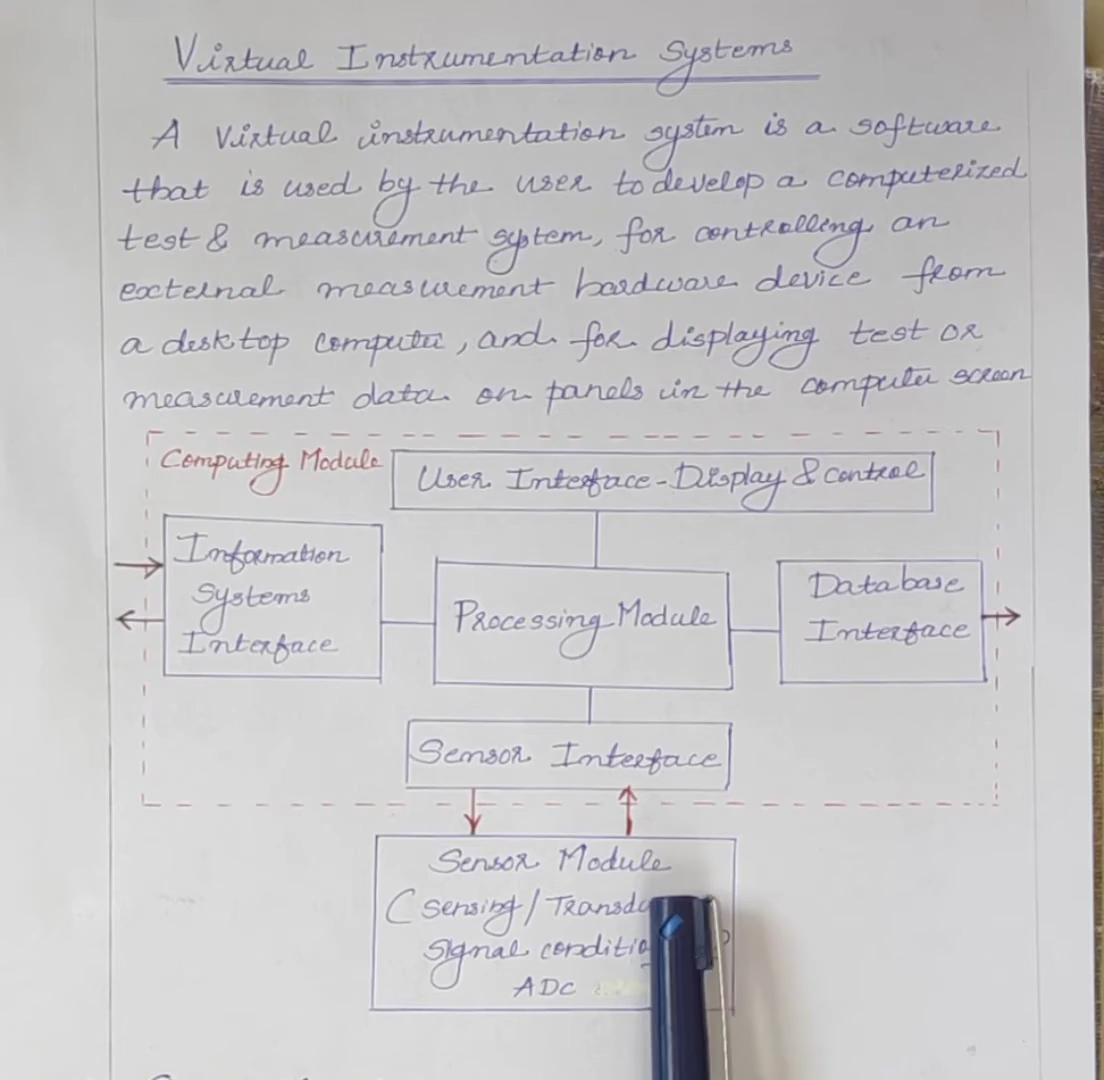 Virtual Instrumentation Systems
A Virtual instrumentation system is a software
that is used by the user to develop a computerized
test & measurement system, for controlling an
external measurement hardware device from
a desktop computer, and for displaying test or
measurement data on panels in the computer screen
Computing Module
User Interface - Display & control
Information
Systems
Interface
Processing Module
Database
Interface
Sensor Interface
Sensor Module
(Sensing/
Signal
ADC